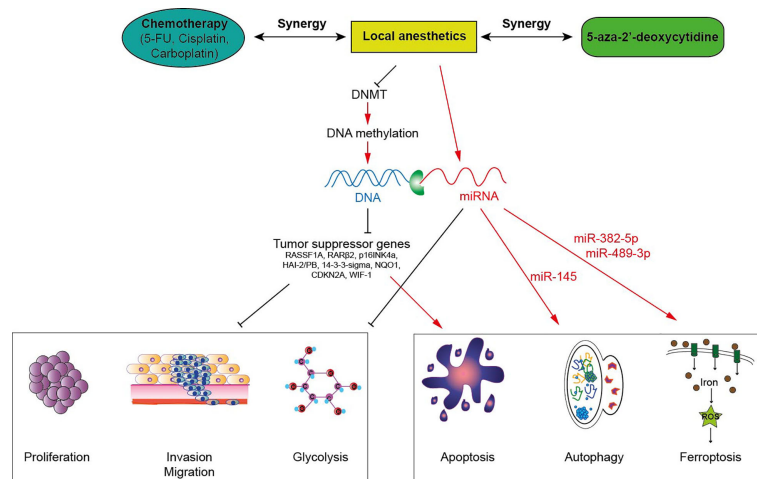 Chemotherapy
(5-FU, Cisplatin,
Carboplatin)
Synergy
Local anesthetics
Synergy
5-aza-2'-deoxycytidine
DNMT
DNA methylation
DNA
miRNA
Tumor suppressor genes
RASSF1A, RARβ2, p16INK4a,
HAI-2/PB, 14-3-3-sigma, NQO1,
CDKN2A, WIF-1
miR-382-5p
miR-489-3p
miR-145
Iron
ROS
Proliferation
Invasion
Migration
Glycolysis
Apoptosis
Autophagy
Ferroptosis